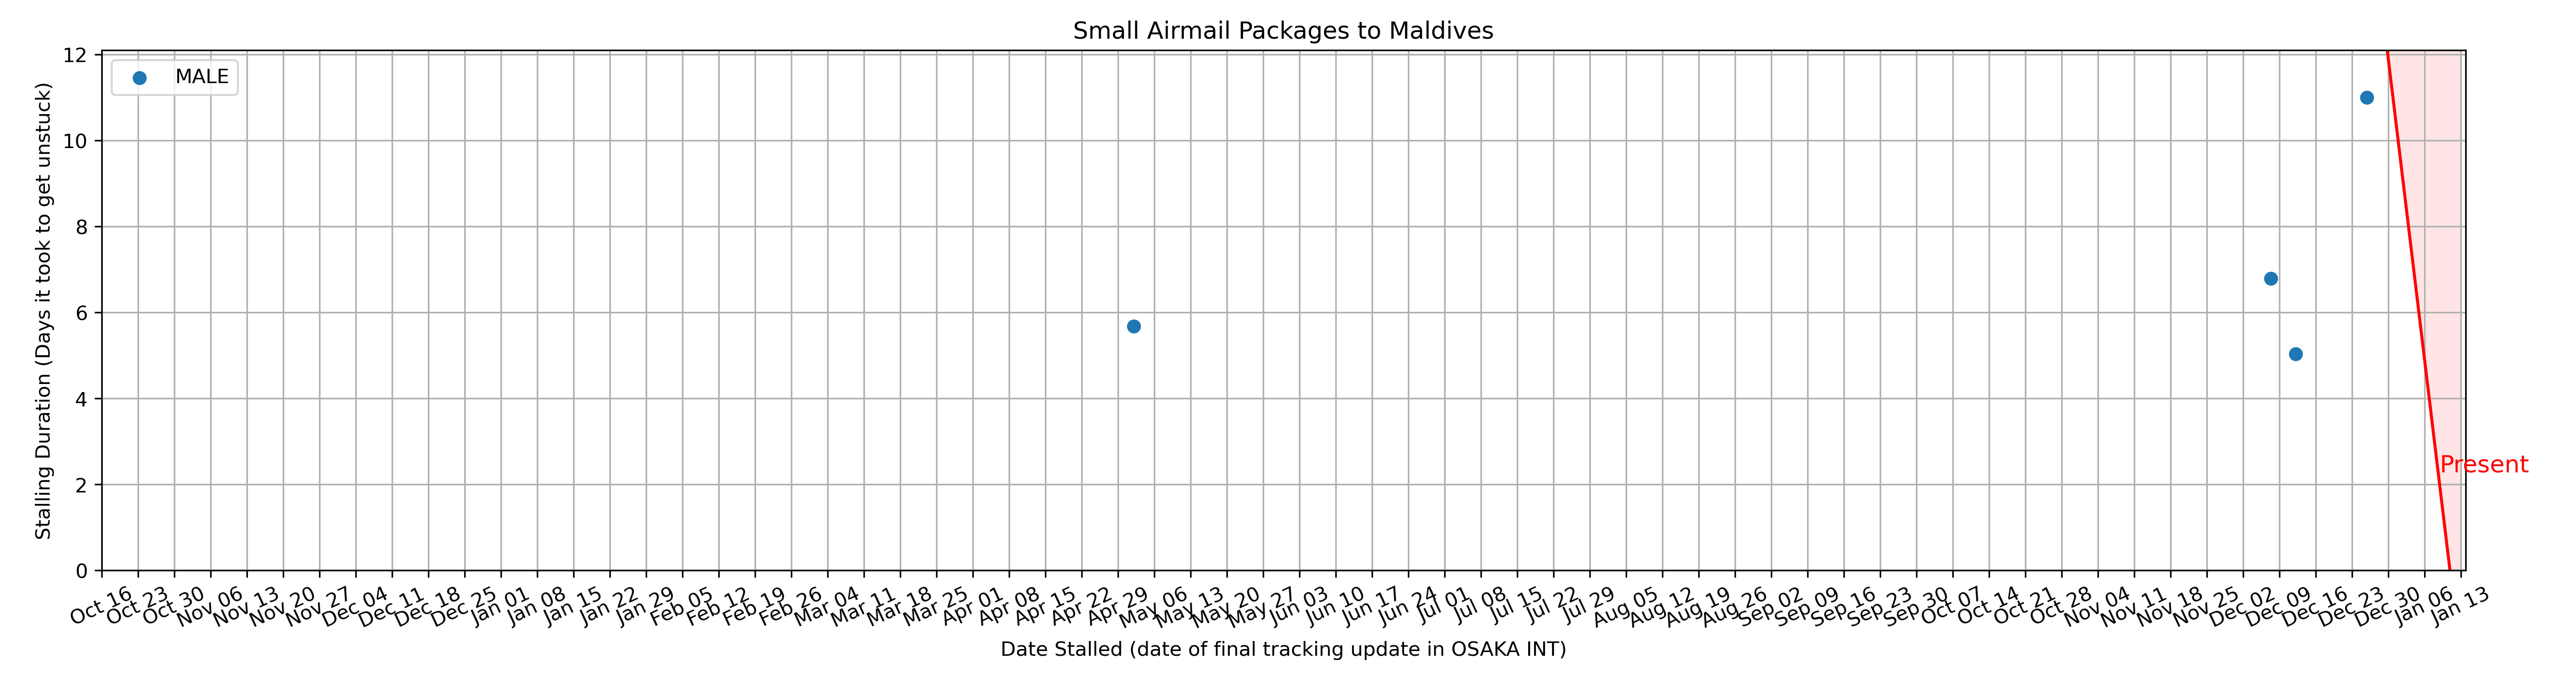 Small Airmail Packages to Maldives
MALE
Stalling Duration (Days it took to get unstuck)
12
10
8
6
4
2
0
Present
Oct 16 Oct 23 Oct 30 Nov 06 Nov 13 Nov 20 Nov 27 Dec 04 Dec 11 Dec 18 Dec 25 Jan 01 Jan 08 Jan 15 Jan 22 Jan 29 Feb 05 Feb 12 Feb 19 Feb 26 Mar 04 Mar 11 Mar 18 Mar 25 Apr 01 Apr 08 Apr 15 Apr 22 Apr 29 May 06 May 13 May 20 May 27 Jun 03 Jun 10 Jun 17 Jun 24 Jul 01 Jul 08 Jul 15 Jul 22 Jul 29 Aug 05 Aug 12 Aug 19 Aug 26 Sep 02 Sep 09 Sep 16 Sep 23 Sep 30 Oct 07 Oct 14 Oct 21 Oct 28 Nov 04 Nov 11 Nov 18 Nov 25 Dec 02 Dec 09 Dec 16 Dec 23 Dec 30 Jan 06 Jan 13
Date Stalled (date of final tracking update in OSAKA INT)